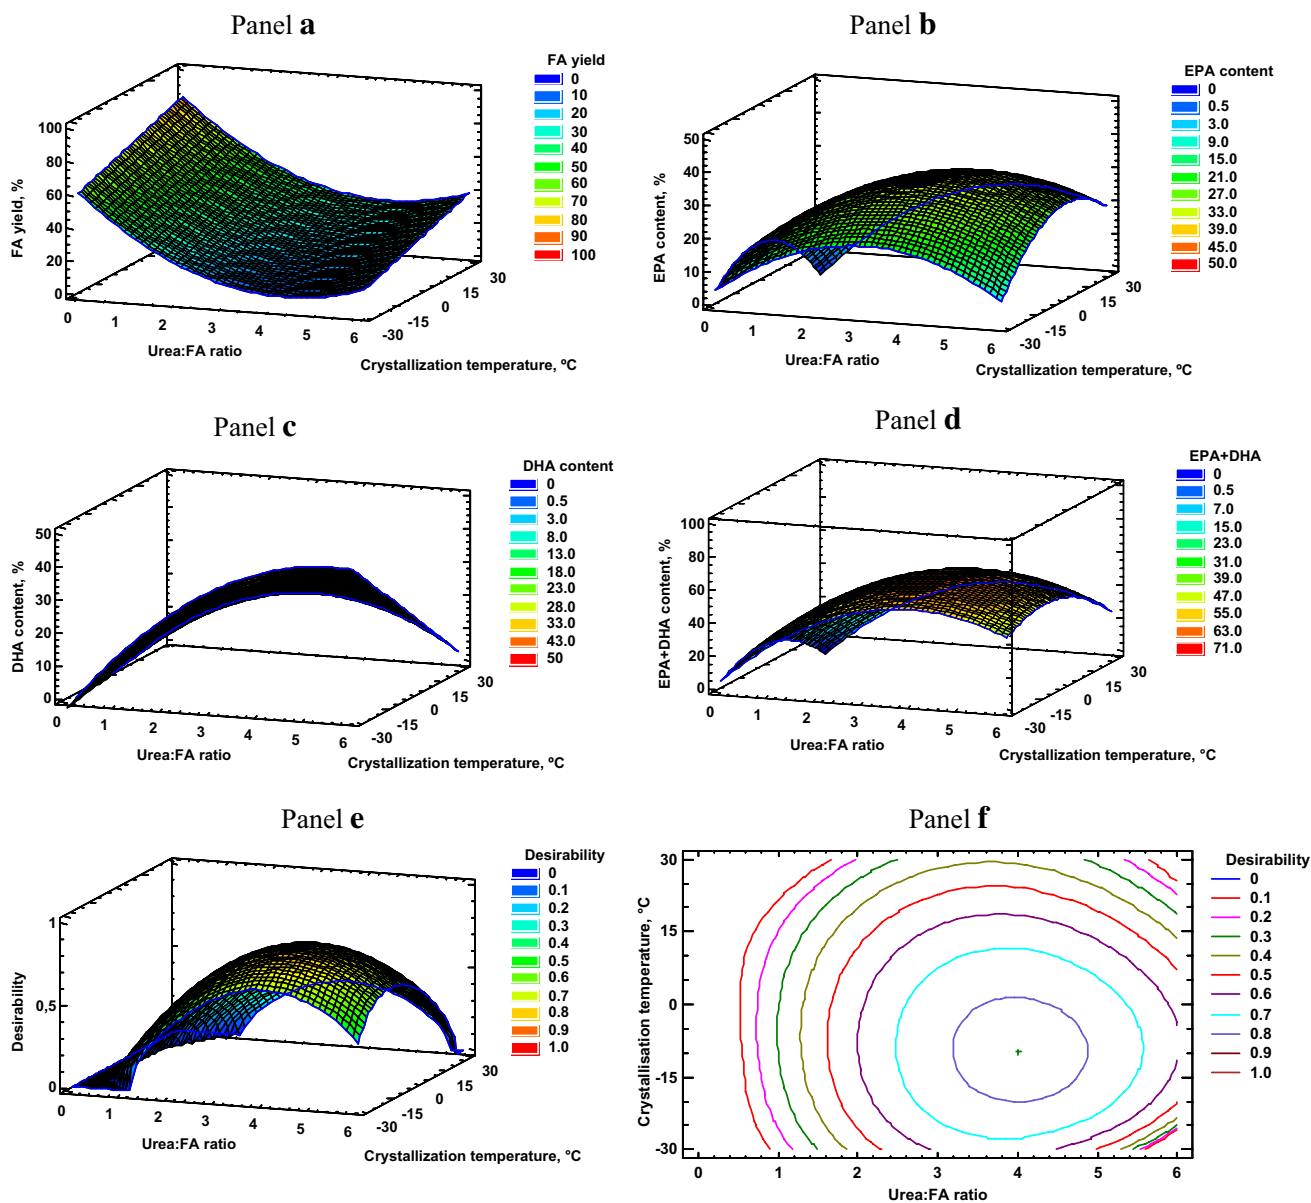 Panel a
FA yield
0
10
20
30
40
50
60
70
80
90
100
FA yield, %
100
80
60
40
20
0
0 1 2 3 4 5 6
Urea:FA ratio
-30 -15 0 15 30
Crystallization temperature, ºC
Panel b
EPA content
0
0.5
3.0
9.0
15.0
21.0
27.0
33.0
39.0
45.0
50.0
EPA content, %
50
40
30
20
10
0
0 1 2 3 4 5 6
Urea:FA ratio
-30 -15 0 15 30
Crystallization temperature, ºC
Panel c
DHA content
0
0.5
3.0
8.0
13.0
18.0
23.0
28.0
33.0
43.0
50
DHA content, %
50
40
30
20
10
0
0 1 2 3 4 5 6
Urea:FA ratio
-30 -15 0 15 30
Crystallization temperature, ºC
Panel d
EPA+DHA
0
0.5
7.0
15.0
23.0
31.0
39.0
47.0
55.0
63.0
71.0
EPA+DHA content, %
100
80
60
40
20
0
0 1 2 3 4 5 6
Urea:FA ratio
-30 -15 0 15 30
Crystallization temperature, ºC
Panel e
Desirability
0
0.1
0.2
0.3
0.4
0.5
0.6
0.7
0.8
0.9
1.0
Desirability
1
0,5
0
0 1 2 3 4 5 6
Urea:FA ratio
-30 -15 0 15 30
Crystallization temperature, ºC
Panel f
Desirability
0
0.1
0.2
0.3
0.4
0.5
0.6
0.7
0.8
0.9
1.0
Crystallisation temperature, °C
30
15
0
-15
-30
0 1 2 3 4 5 6
Urea:FA ratio